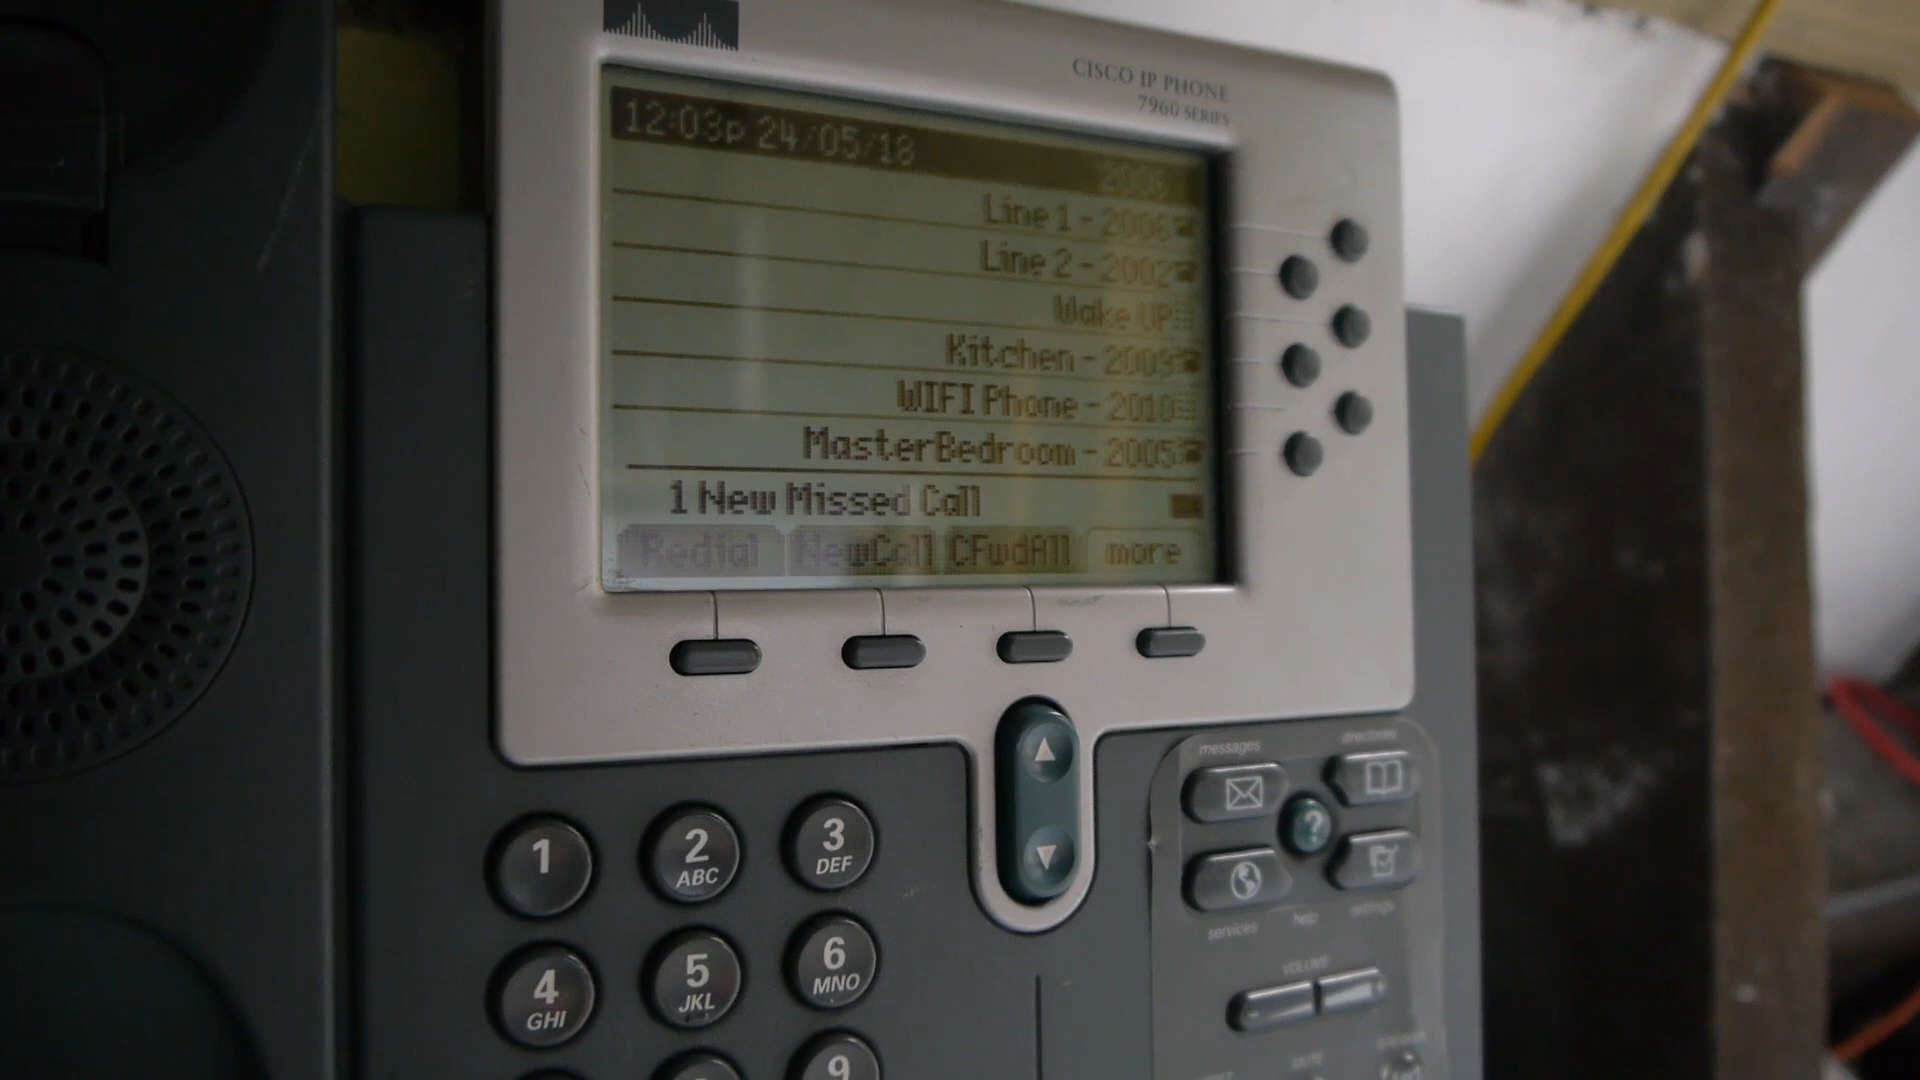 CISCO IP PHONE
7960 SERIES
12:03p 24/05/18
2006
Line 1 - 2006
Line 2 - 2002
Wake UP
Kitchen - 2009
WIFI Phone - 2010
MasterBedroom - 2005
1 New Missed Call
Redial NewCall CFwdAll more
messages directories
?
services help settings
VOLUME
MUTE
1
2 ABC
3 DEF
4 GHI
5 JKL
6 MNO
9